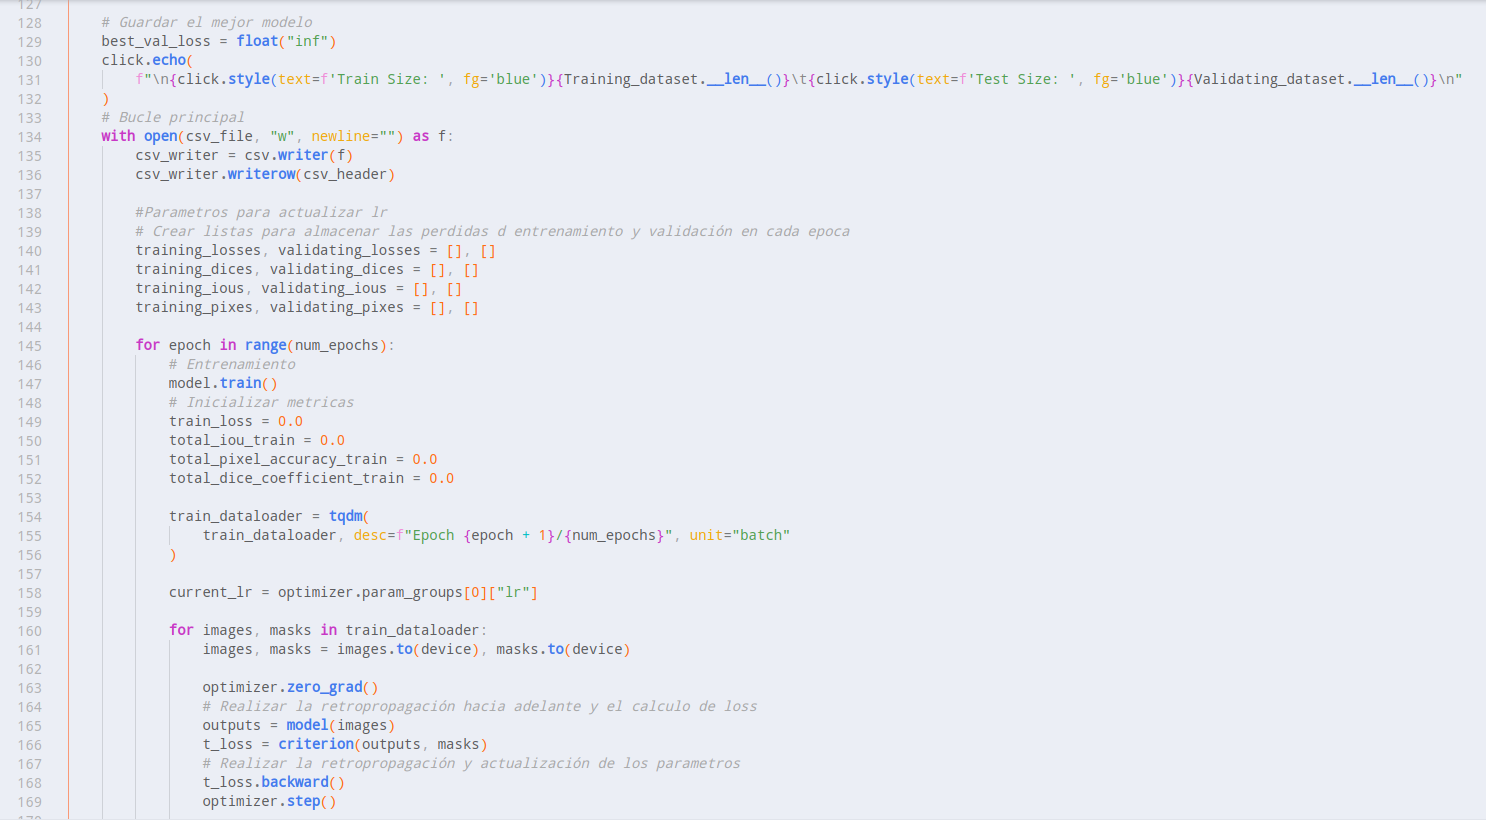 127
128 # Guardar el mejor modelo
129 best_val_loss = float("inf")
130 click.echo(
131 f"\n{click.style(text=f'Train Size: ', fg='blue')}{Training_dataset.__len__()}\t{click.style(text=f'Test Size: ', fg='blue')}{Validating_dataset.__len__()}\n"
132 )
133 # Bucle principal
134 with open(csv_file, "w", newline="") as f:
135 csv_writer = csv.writer(f)
136 csv_writer.writerow(csv_header)
137
138 #Parametros para actualizar lr
139 # Crear listas para almacenar las perdidas d entrenamiento y validación en cada epoca
140 training_losses, validating_losses = [], []
141 training_dices, validating_dices = [], []
142 training_ious, validating_ious = [], []
143 training_pixes, validating_pixes = [], []
144
145 for epoch in range(num_epochs):
146 # Entrenamiento
147 model.train()
148 # Inicializar metricas
149 train_loss = 0.0
150 total_iou_train = 0.0
151 total_pixel_accuracy_train = 0.0
152 total_dice_coefficient_train = 0.0
153
154 train_dataloader = tqdm(
155 train_dataloader, desc=f"Epoch {epoch + 1}/{num_epochs}", unit="batch"
156 )
157
158 current_lr = optimizer.param_groups[0]["lr"]
159
160 for images, masks in train_dataloader:
161 images, masks = images.to(device), masks.to(device)
162
163 optimizer.zero_grad()
164 # Realizar la retropropagación hacia adelante y el calculo de loss
165 outputs = model(images)
166 t_loss = criterion(outputs, masks)
167 # Realizar la retropropagación y actualización de los parametros
168 t_loss.backward()
169 optimizer.step()
170